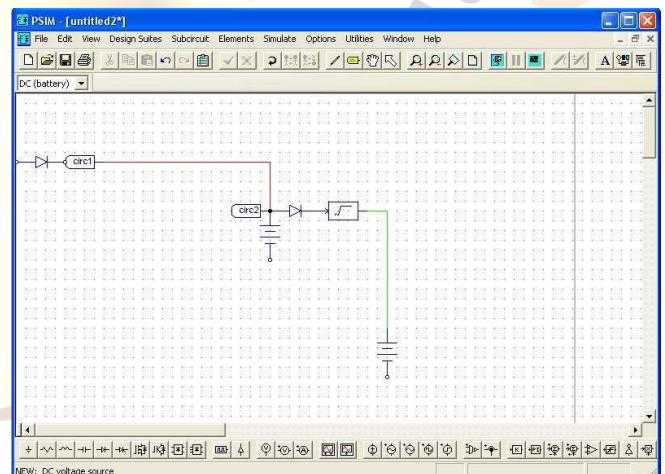 PSIM - [untitled2*]
File Edit View Design Suites Subcircuit Elements Simulate Options Utilities Window Help
DC (battery)
circ1
circ2
NEW: DC voltage source